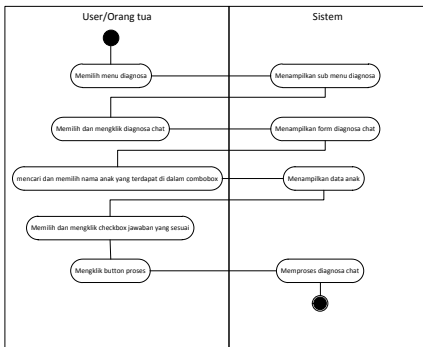 User/Orang tua
Sistem
Memilih menu diagnosa
Menampilkan sub menu diagnosa
Memilih dan mengklik diagnosa chat
Menampilkan form diagnosa chat
mencari dan memilih nama anak yang terdapat di dalam combobox
Menampilkan data anak
Memilih dan mengklik checkbox jawaban yang sesuai
Mengklik button proses
Memproses diagnosa chat